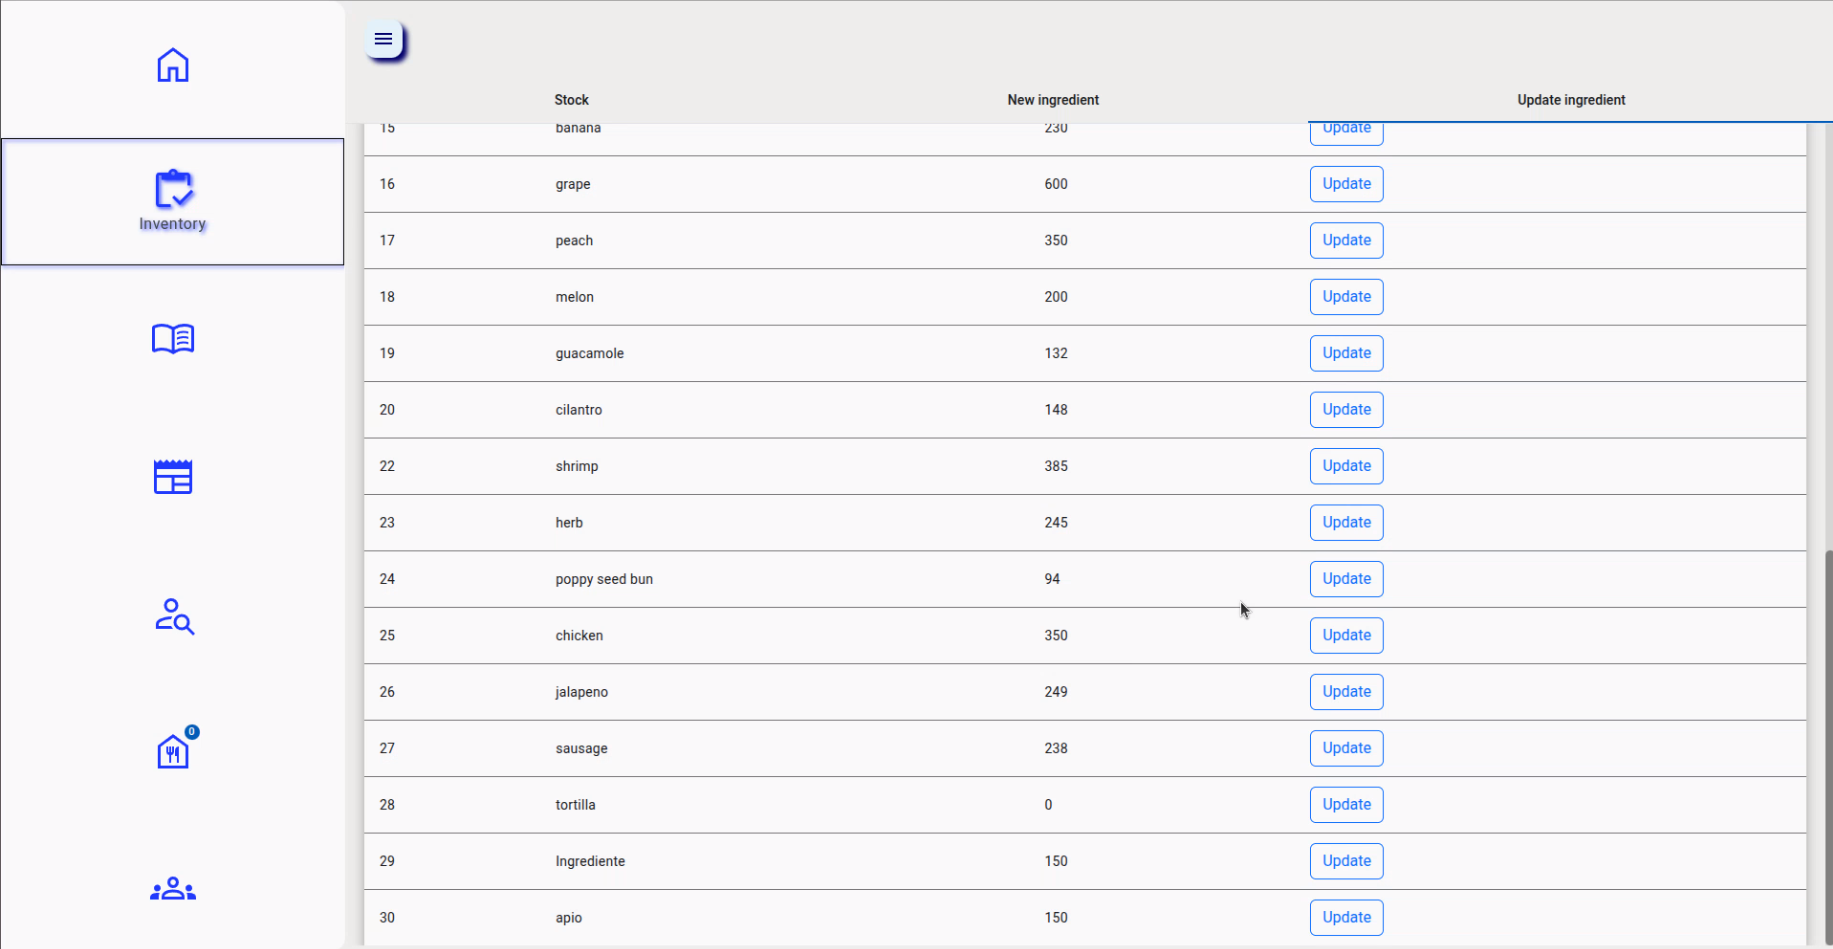 Stock New ingredient Update ingredient
15 banana 230 Update
16 grape 600 Update
Inventory
17 peach 350 Update
18 melon 200 Update
19 guacamole 132 Update
20 cilantro 148 Update
22 shrimp 385 Update
23 herb 245 Update
24 poppy seed bun 94 Update
25 chicken 350 Update
26 jalapeno 249 Update
27 sausage 238 Update
0
28 tortilla 0 Update
29 Ingrediente 150 Update
30 apio 150 Update